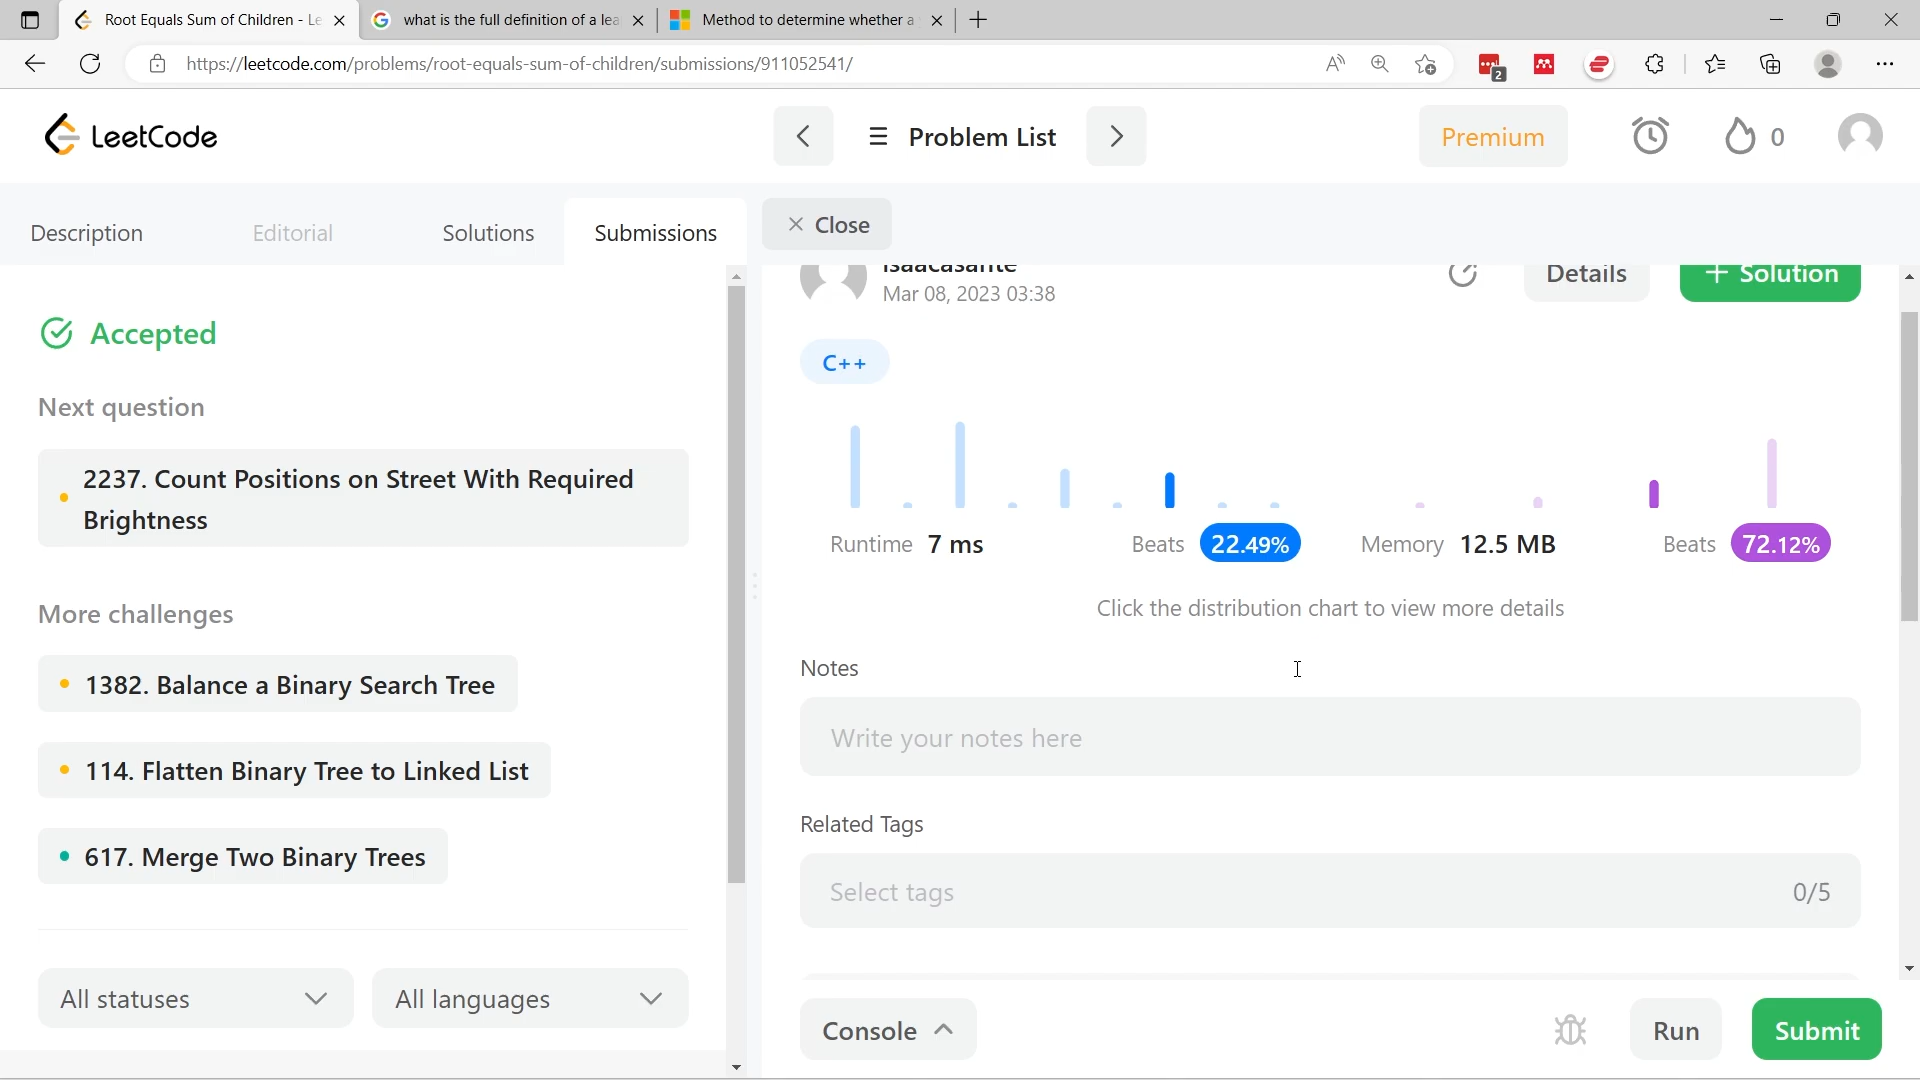 Root Equals Sum of Children - Le
what is the full definition of a lea
Method to determine whether a
https://leetcode.com/problems/root-equals-sum-of-children/submissions/911052541/
2
LeetCode
Problem List
Premium
0
Description
Editorial
Solutions
Submissions
Close
Accepted
Next question
2237. Count Positions on Street With Required
Brightness
More challenges
1382. Balance a Binary Search Tree
114. Flatten Binary Tree to Linked List
617. Merge Two Binary Trees
All statuses
All languages
isaacasante
Mar 08, 2023 03:38
Details
+ Solution
C++
Runtime 7 ms
Beats 22.49%
Memory 12.5 MB
Beats 72.12%
Click the distribution chart to view more details
Notes
Write your notes here
Related Tags
Select tags
0/5
Console
Run
Submit